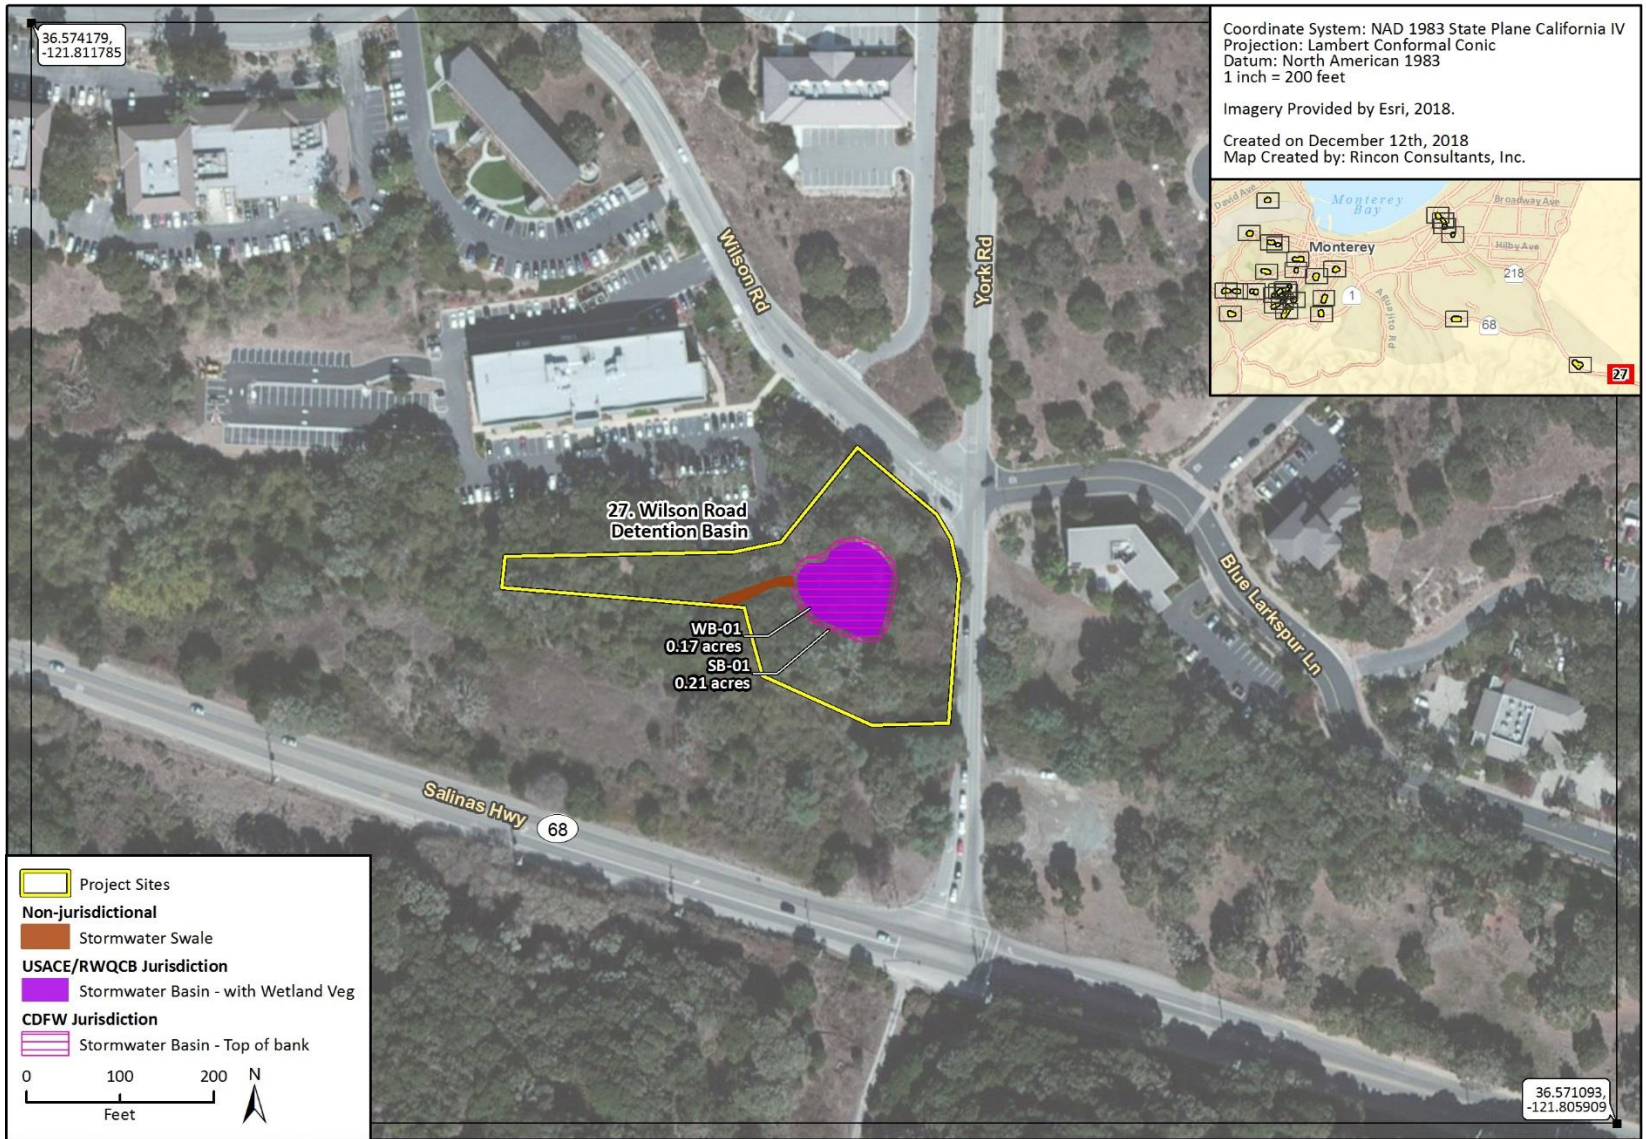 36.574179,
-121.811785
Coordinate System: NAD 1983 State Plane California IV
Projection: Lambert Conformal Conic
Datum: North American 1983
1 inch = 200 feet
Imagery Provided by Esri, 2018.
Created on December 12th, 2018
Map Created by: Rincon Consultants, Inc.
David Ave
Monterey
Bay
Broadway Ave
Monterey
Hilby Ave
218
1
Aguajito Rd
68
27
Wilson Rd
York Rd
27. Wilson Road
Detention Basin
WB-01
0.17 acres
SB-01
0.21 acres
Blue Larkspur Ln
Salinas Hwy
68
Project Sites
Non-jurisdictional
Stormwater Swale
USACE/RWQCB Jurisdiction
Stormwater Basin - with Wetland Veg
CDFW Jurisdiction
Stormwater Basin - Top of bank
0 100 200
Feet
N
36.571093,
-121.805909